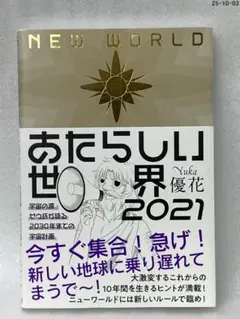 25-10-02
NEW WORLD
あたらしい
世界
Yuka
優花
2021
宇宙の源・
ゼウ氏が語る
2030年までの
宇宙計画
今すぐ集合！急げ！
新しい地球に乗り遅れて
まうで〜！
大激変するこれからの
10年間を生きるヒントが満載！
ニューワールドには新しいルールで臨め！